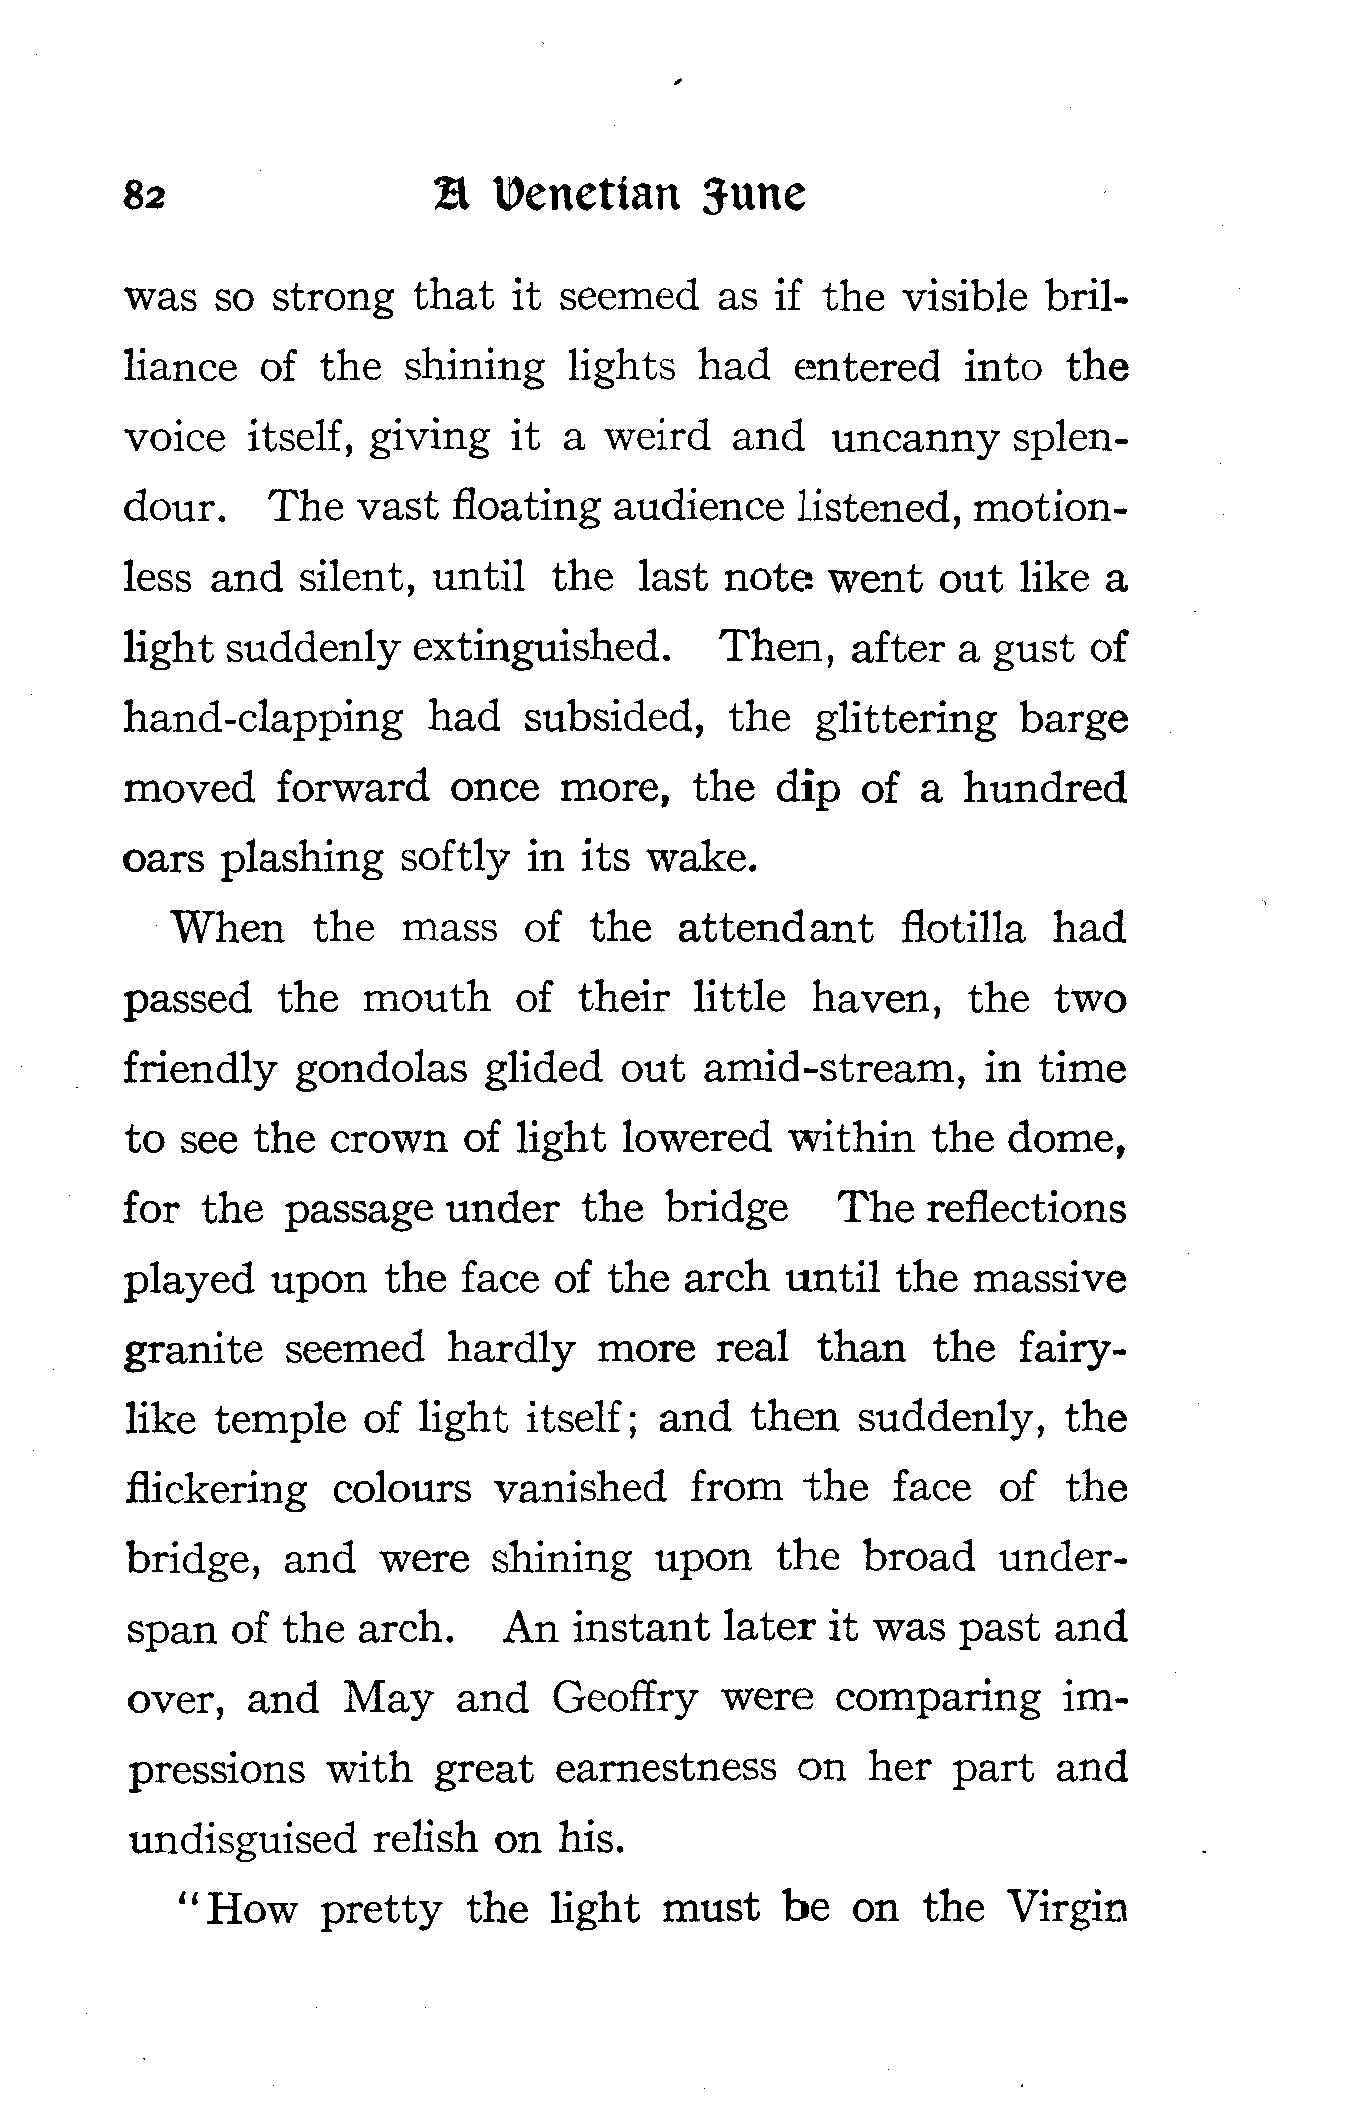 82 A Venetian June
was so strong that it seemed as if the visible bril-
liance of the shining lights had entered into the
voice itself, giving it a weird and uncanny splen-
dour. The vast floating audience listened, motion-
less and silent, until the last note went out like a
light suddenly extinguished. Then, after a gust of
hand-clapping had subsided, the glittering barge
moved forward once more, the dip of a hundred
oars plashing softly in its wake.
When the mass of the attendant flotilla had
passed the mouth of their little haven, the two
friendly gondolas glided out amid-stream, in time
to see the crown of light lowered within the dome,
for the passage under the bridge The reflections
played upon the face of the arch until the massive
granite seemed hardly more real than the fairy-
like temple of light itself; and then suddenly, the
flickering colours vanished from the face of the
bridge, and were shining upon the broad under-
span of the arch. An instant later it was past and
over, and May and Geoffry were comparing im-
pressions with great earnestness on her part and
undisguised relish on his.
"How pretty the light must be on the Virgin